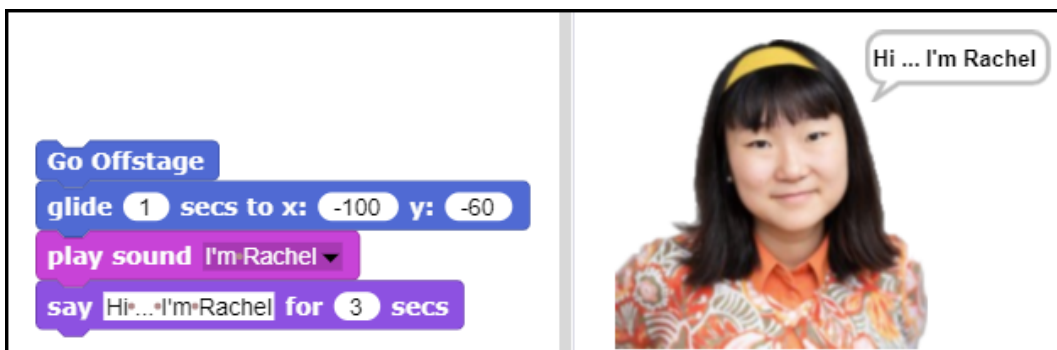 Go Offstage
glide 1 secs to x: -100 y: -60
play sound I'm Rachel
say Hi ... I'm Rachel for 3 secs
Hi ... I'm Rachel